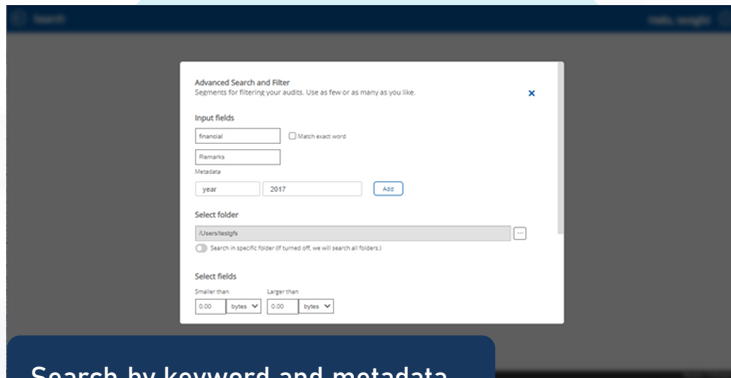 Search
Hello, testgfs
Advanced Search and Filter
Segments for filtering your audits. Use as few or as many as you like.
Input fields
financial
Match exact word
Remarks
Metadata
year 2017 Add
Select folder
/Users/testgfs
...
Search in specific folder (If turned off, we will search all folders.)
Select fields
Smaller than Larger than
0.00 bytes 0.00 bytes
Search by keyword and metadata